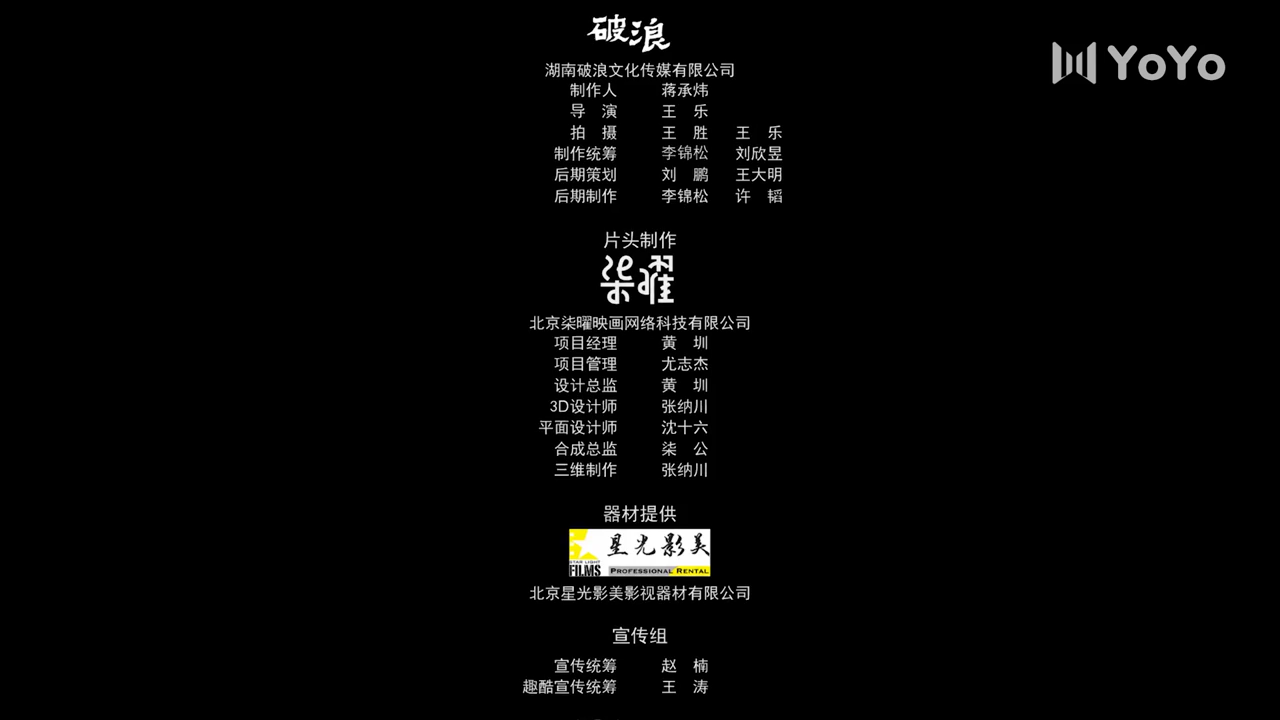 破浪
YOYO
湖南破浪文化传媒有限公司
制作人 蒋承炜
导 演 王 乐
拍 摄 王 胜 王 乐
制作统筹 李锦松 刘欣昱
后期策划 刘 鹏 王大明
后期制作 李锦松 许 韬
片头制作
柒曜
北京柒曜映画网络科技有限公司
项目经理 黄 圳
项目管理 尤志杰
设计总监 黄 圳
3D设计师 张纳川
平面设计师 沈十六
合成总监 柒 公
三维制作 张纳川
器材提供
星光影美
STAR LIGHT
FILMS PROFESSIONAL RENTAL
北京星光影美影视器材有限公司
宣传组
宣传统筹 赵 楠
趣酷宣传统筹 王 涛